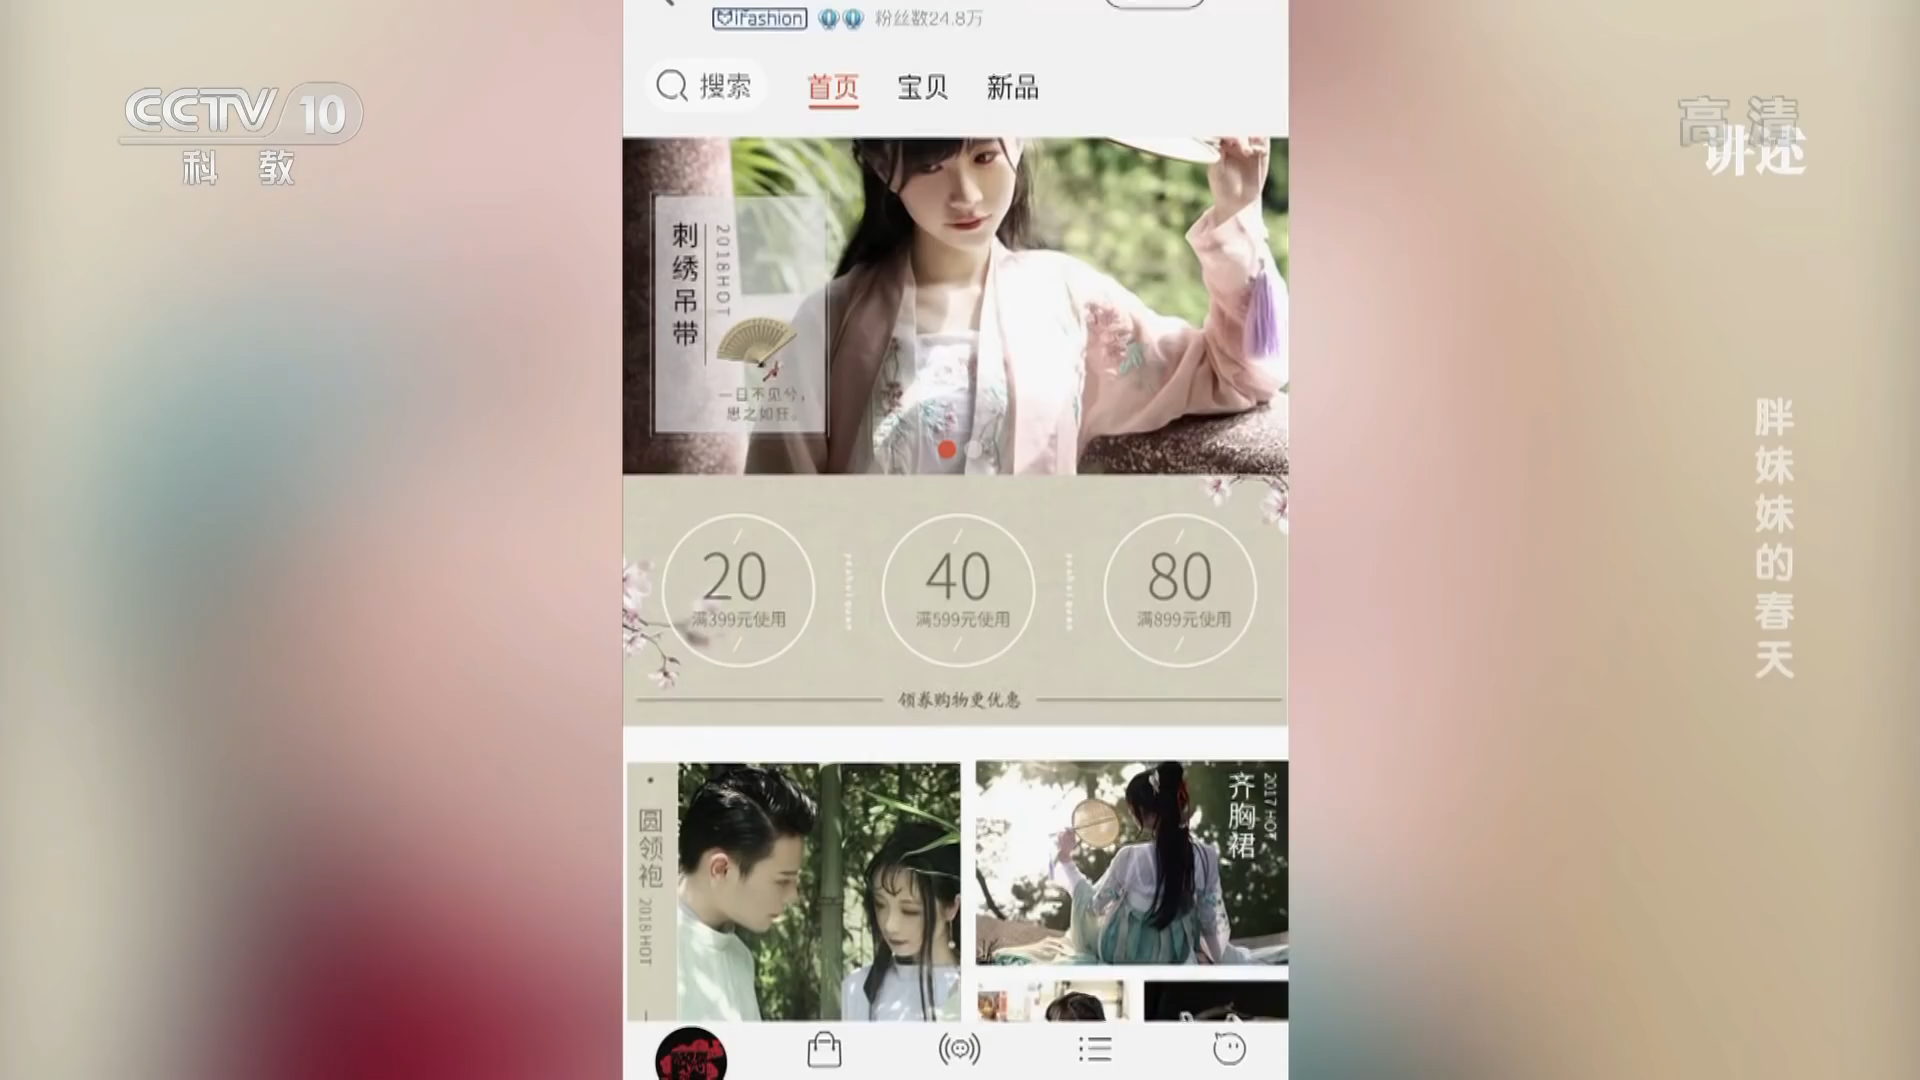 CCTV 10
科 教
高清
讲述
胖妹妹的春天
iFashion 粉丝数24.8万
搜索 首页 宝贝 新品
刺绣吊带
2018HOT
一日不见兮，
思之如狂。
20
满399元使用
40
满599元使用
80
满899元使用
领券购物更优惠
圆领袍
2018 HOT
齐胸裙
2017 HOT